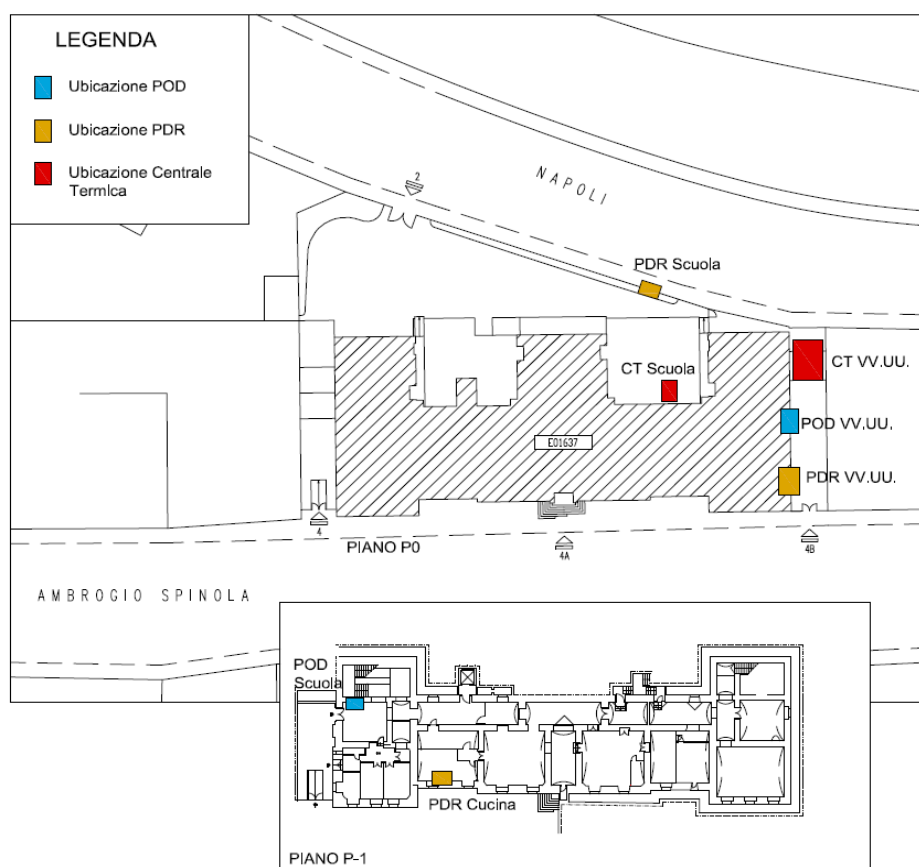 LEGENDA
Ubicazione POD
Ubicazione PDR
Ubicazione Centrale
Termica
2
NAPOLI
PDR Scuola
CT Scuola
CT VV.UU.
POD VV.UU.
E01637
PDR VV.UU.
4
PIANO P0
4A
4B
AMBROGIO SPINOLA
POD
Scuola
PDR Cucina
PIANO P-1